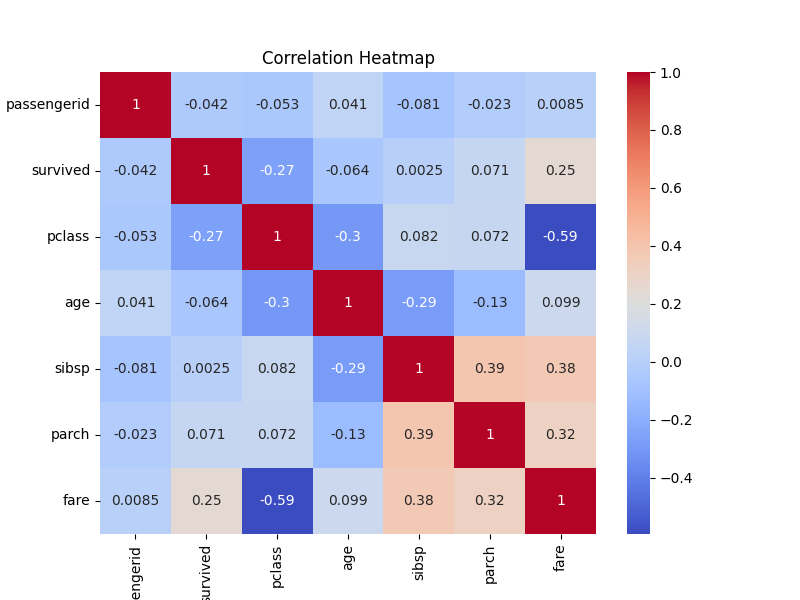 Correlation Heatmap
passengerid 1 -0.042 -0.053 0.041 -0.081 -0.023 0.0085
survived -0.042 1 -0.27 -0.064 0.0025 0.071 0.25
pclass -0.053 -0.27 1 -0.3 0.082 0.072 -0.59
age 0.041 -0.064 -0.3 1 -0.29 -0.13 0.099
sibsp -0.081 0.0025 0.082 -0.29 1 0.39 0.38
parch -0.023 0.071 0.072 -0.13 0.39 1 0.32
fare 0.0085 0.25 -0.59 0.099 0.38 0.32 1
engerid survived pclass age sibsp parch fare
1.0
0.8
0.6
0.4
0.2
0.0
−0.2
−0.4